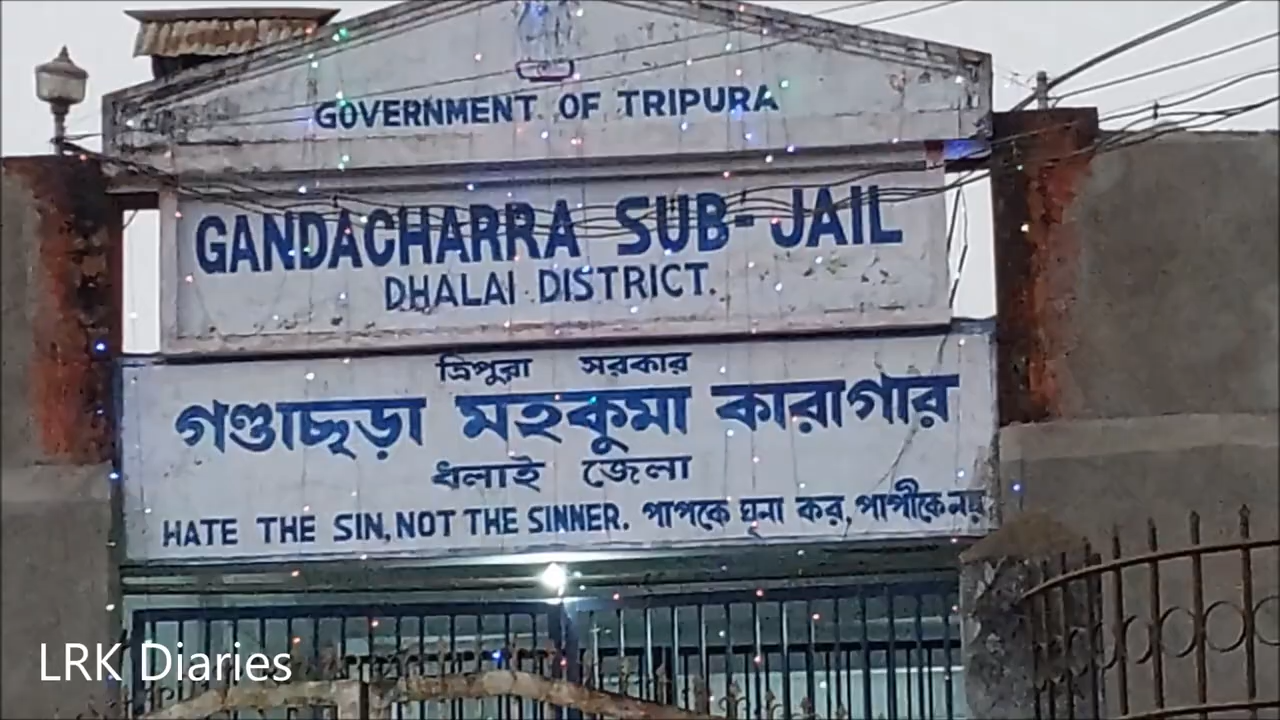 GOVERNMENT OF TRIPURA
GANDACHARRA SUB-JAIL
DHALAI DISTRICT.
ত্রিপুরা সরকার
গণ্ডাছড়া মহকুমা কারাগার
ধলাই জেলা
HATE THE SIN, NOT THE SINNER. পাপকে ঘৃনা কর, পাপীকে নয়
LRK Diaries